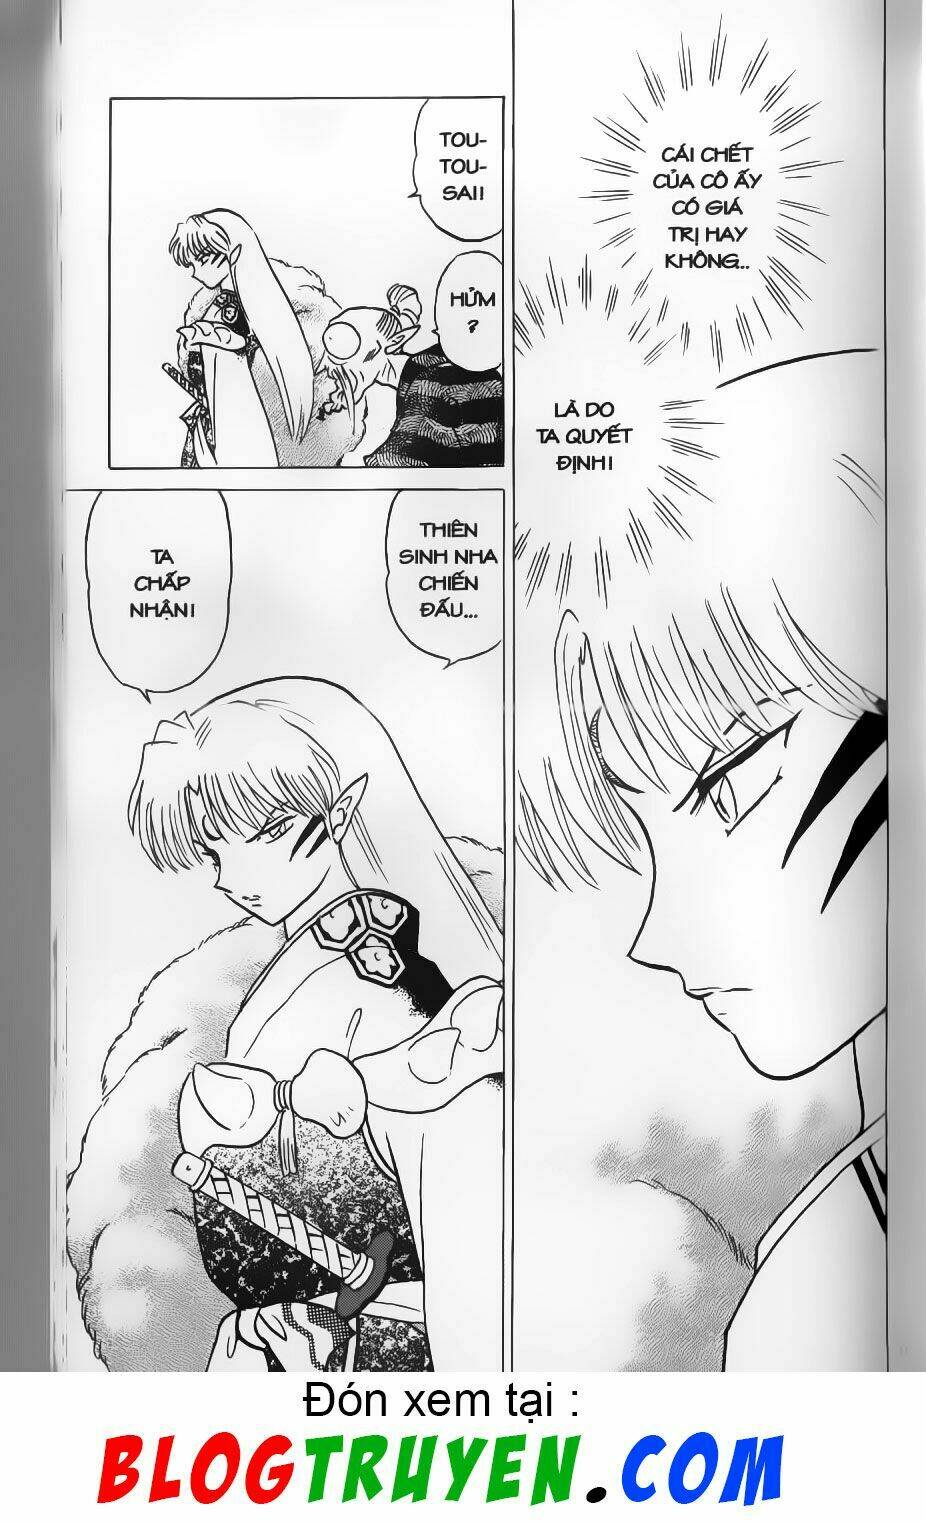 CÁI CHẾT
CỦA CÔ ẤY
CÓ GIÁ
TRỊ HAY
KHÔNG...
LÀ DO
TA QUYẾT
ĐỊNH!
TOU-
TOU-
SAI!
HỬM
?
THIÊN
SINH NHA
CHIẾN
ĐẤU...
TA
CHẤP
NHẬN!
Đón xem tại :
BLOGTRUYEN.COM